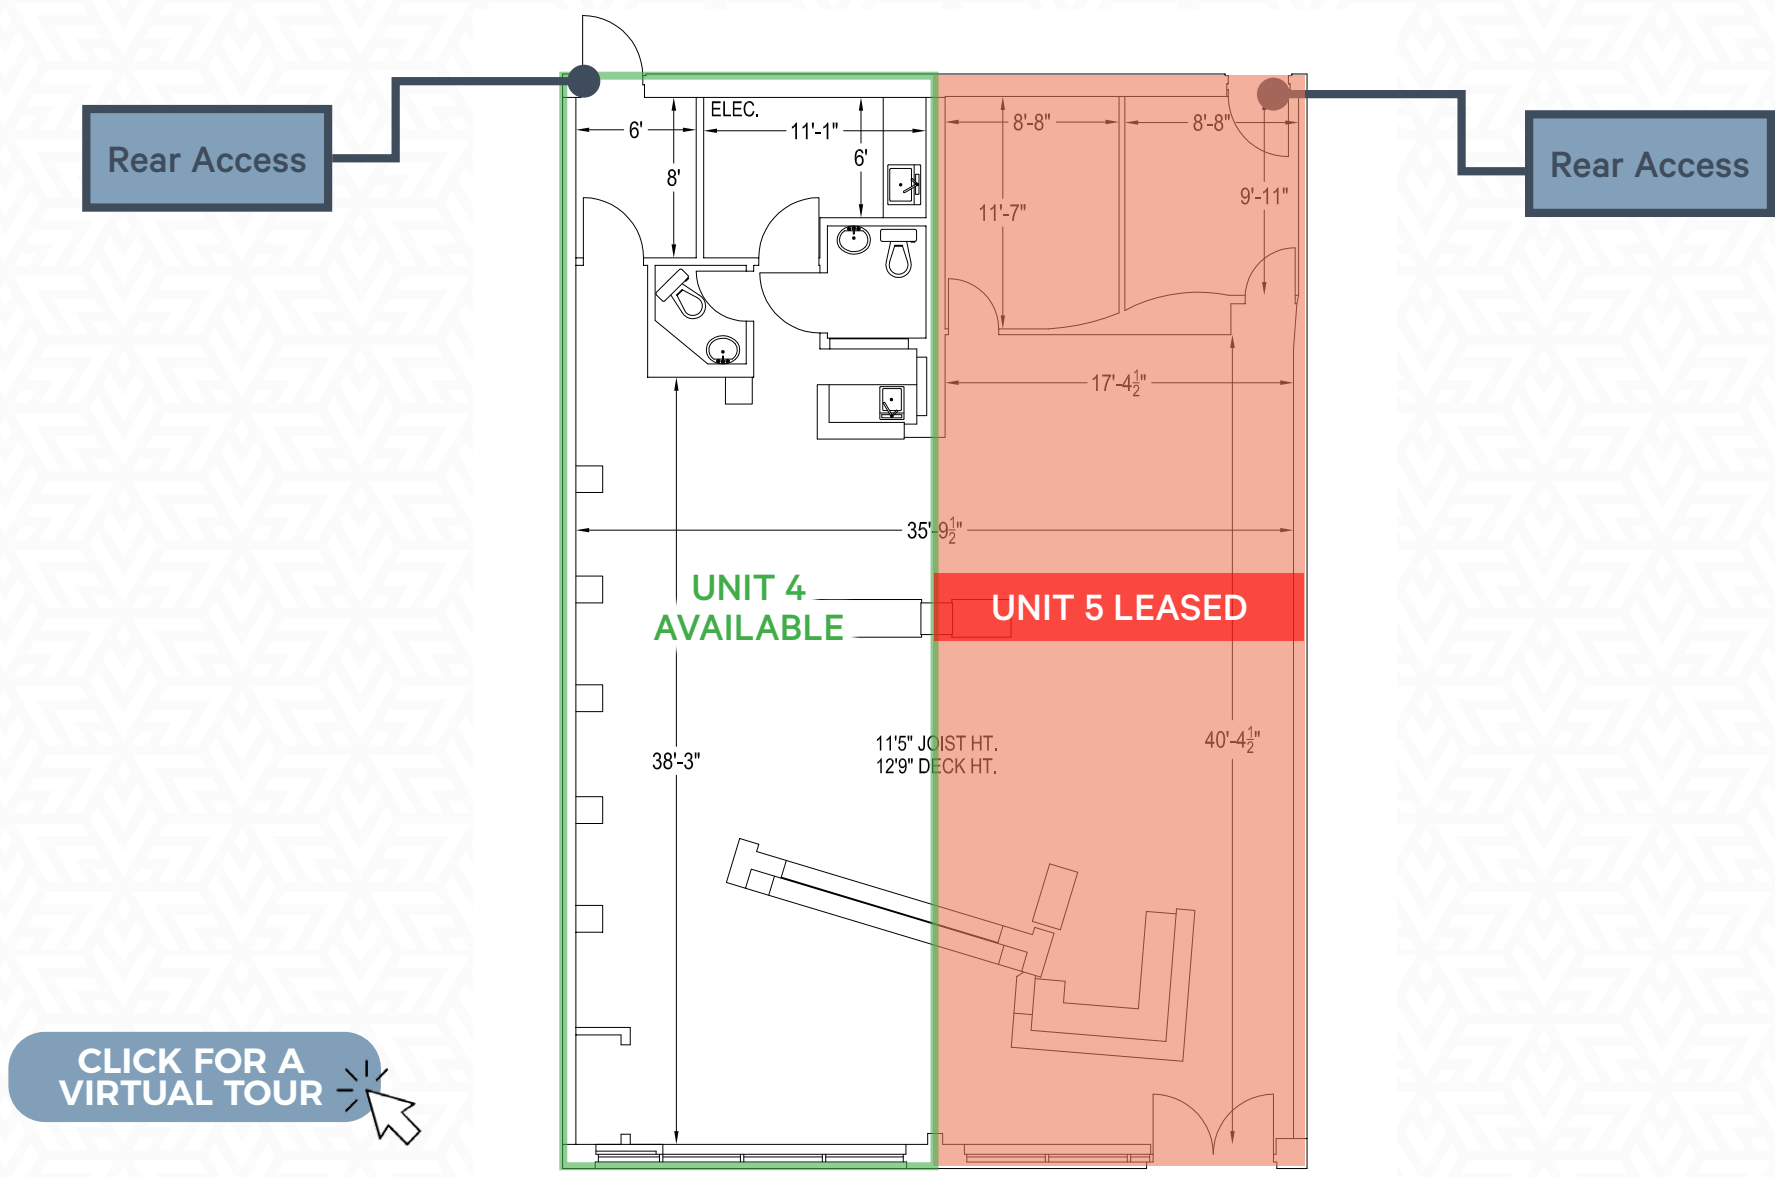 ELEC.
6'
11'-1"
6'
8'-8"
8'-8"
Rear Access
Rear Access
8'
9'-11"
11'-7"
17'-4½"
35'-9½"
UNIT 4
AVAILABLE
UNIT 5 LEASED
11'5" JOIST HT.
12'9" DECK HT.
38'-3"
40'-4½"
CLICK FOR A
VIRTUAL TOUR